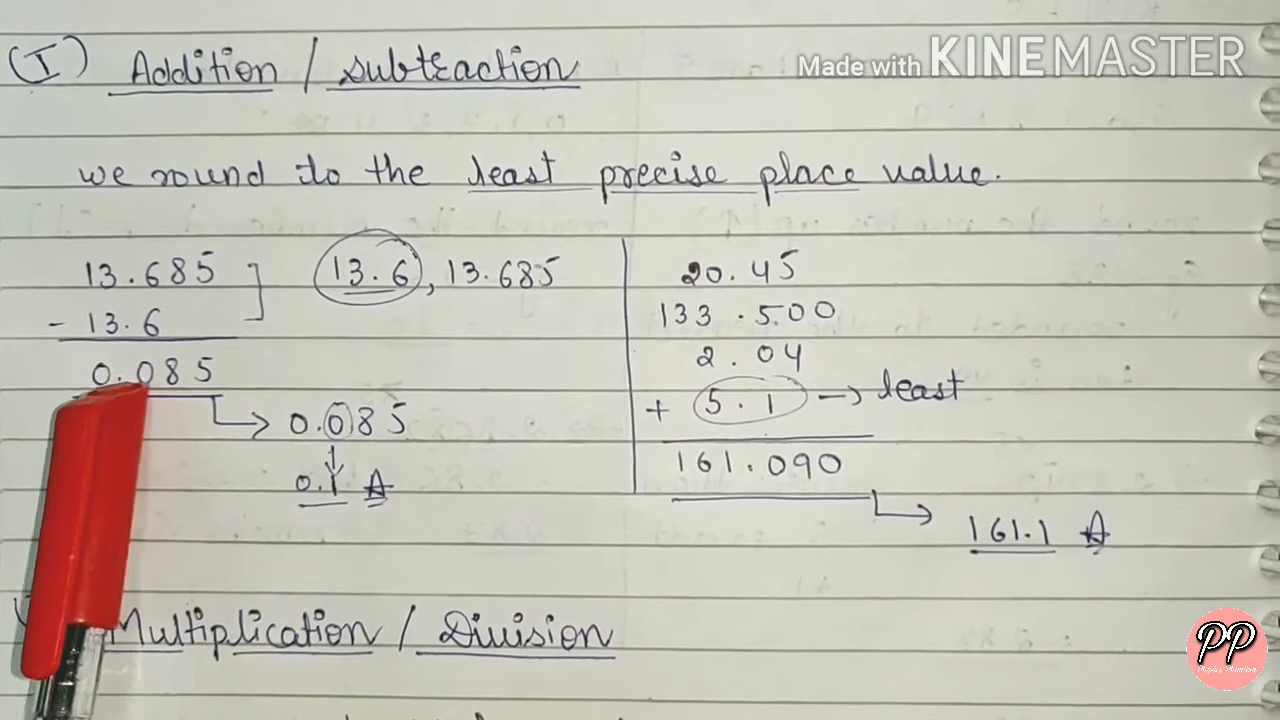 Made with KINEMASTER
(I) Addition / Subtraction
we round to the least precise place value.
13.685
- 13.6
0.085
13.6, 13.685
0.085
0.1 A
20.45
133.500
2.04
+ 5.1 → least
161.090
161.1 A
Multiplication / Division
PP